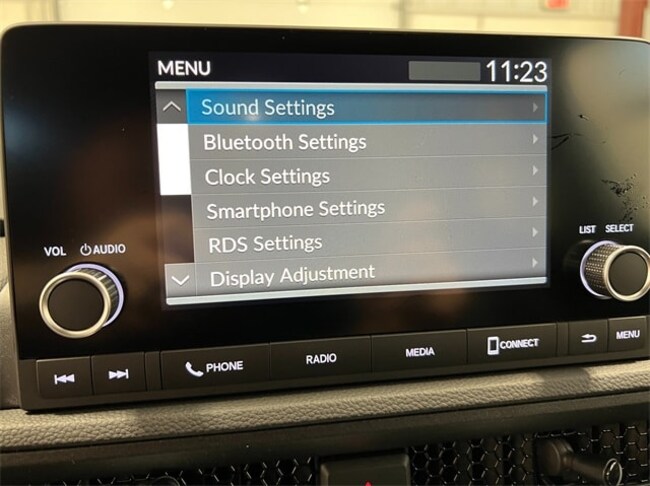 MENU 11:23
Sound Settings
Bluetooth Settings
Clock Settings
Smartphone Settings
RDS Settings
Display Adjustment
VOL AUDIO
LIST SELECT
PHONE RADIO MEDIA CONNECT MENU